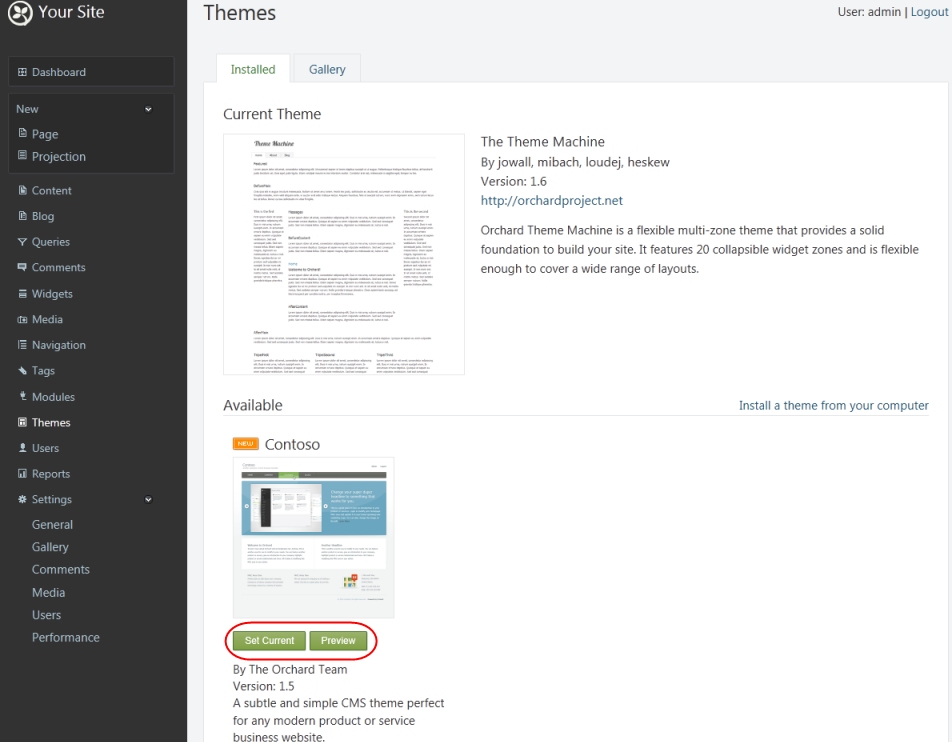 Your Site
Themes
User: admin | Logout
Dashboard
New
Page
Projection
Content
Blog
Queries
Comments
Widgets
Media
Navigation
Tags
Modules
Themes
Users
Reports
Settings
General
Gallery
Comments
Media
Users
Performance
Installed
Gallery
Current Theme
Theme Machine
The Theme Machine
By jowall, mibach, loudej, heskew
Version: 1.6
http://orchardproject.net
Orchard Theme Machine is a flexible multi-zone theme that provides a solid
foundation to build your site. It features 20 collapsible widget zones and is flexible
enough to cover a wide range of layouts.
Available
Install a theme from your computer
NEW Contoso
Set Current
Preview
By The Orchard Team
Version: 1.5
A subtle and simple CMS theme perfect
for any modern product or service
business website.